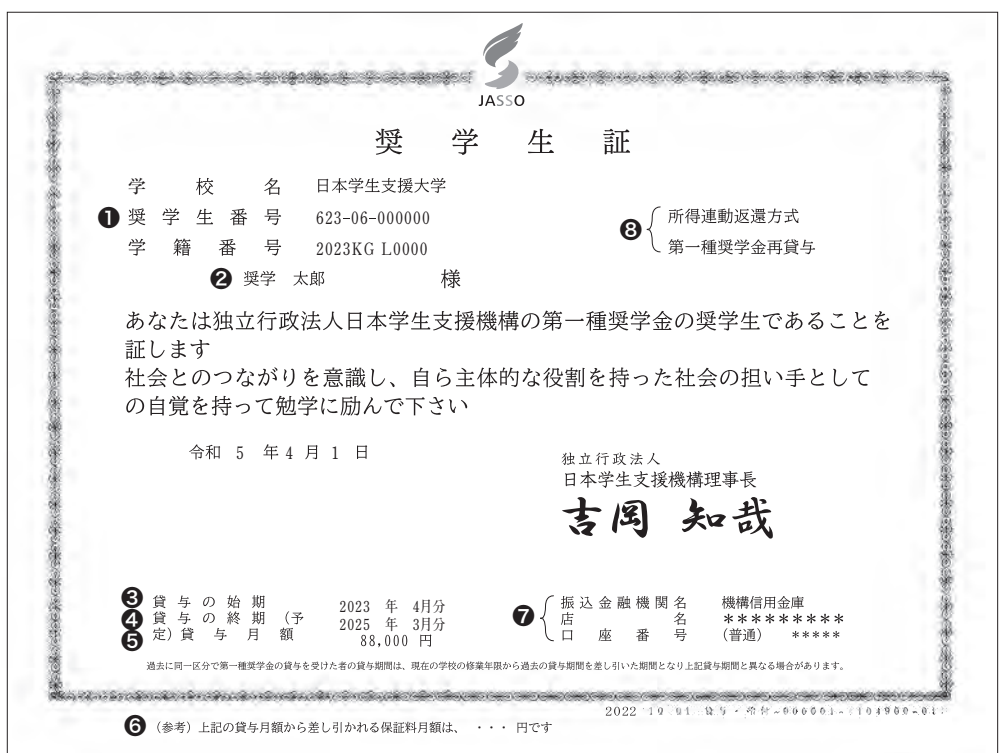 JASSO
奨学生証
学校名 日本学生支援大学
❶ 奨学生番号 623-06-000000
学籍番号 2023KG L0000
❽ 所得連動返還方式
第一種奨学金再貸与
❷ 奨学 太郎 様
あなたは独立行政法人日本学生支援機構の第一種奨学金の奨学生であることを
証します
社会とのつながりを意識し、自ら主体的な役割を持った社会の担い手として
の自覚を持って勉学に励んで下さい
令和 5 年 4 月 1 日
独立行政法人
日本学生支援機構理事長
吉岡 知哉
❸ 貸与の始期 2023 年 4月分
❹ 貸与の終期 (予 2025 年 3月分
❺ 定)貸与月額 88,000 円
❼ 振込金融機関名 機構信用金庫
店名 *********
口座番号 (普通) *****
過去に同一区分で第一種奨学金の貸与を受けた者の貸与期間は、現在の学校の修業年限から過去の貸与期間を差し引いた期間となり上記貸与期間と異なる場合があります。
2022
❻ (参考) 上記の貸与月額から差し引かれる保証料月額は、 ・・・ 円です